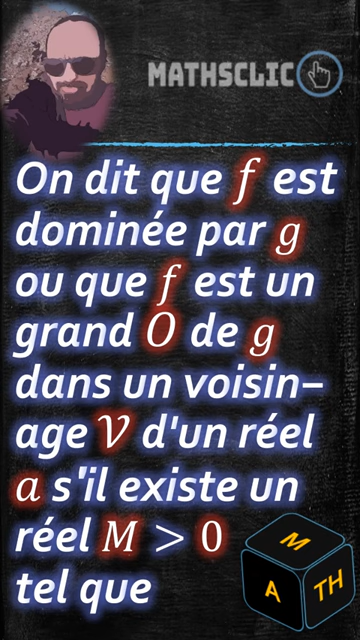 MATHSCLIC
On dit que f est
dominée par g
ou que f est un
grand O de g
dans un voisin–
age V d'un réel
a s'il existe un
réel M > 0
tel que
M
A TH